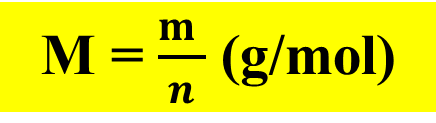 M = m/n (g/mol)